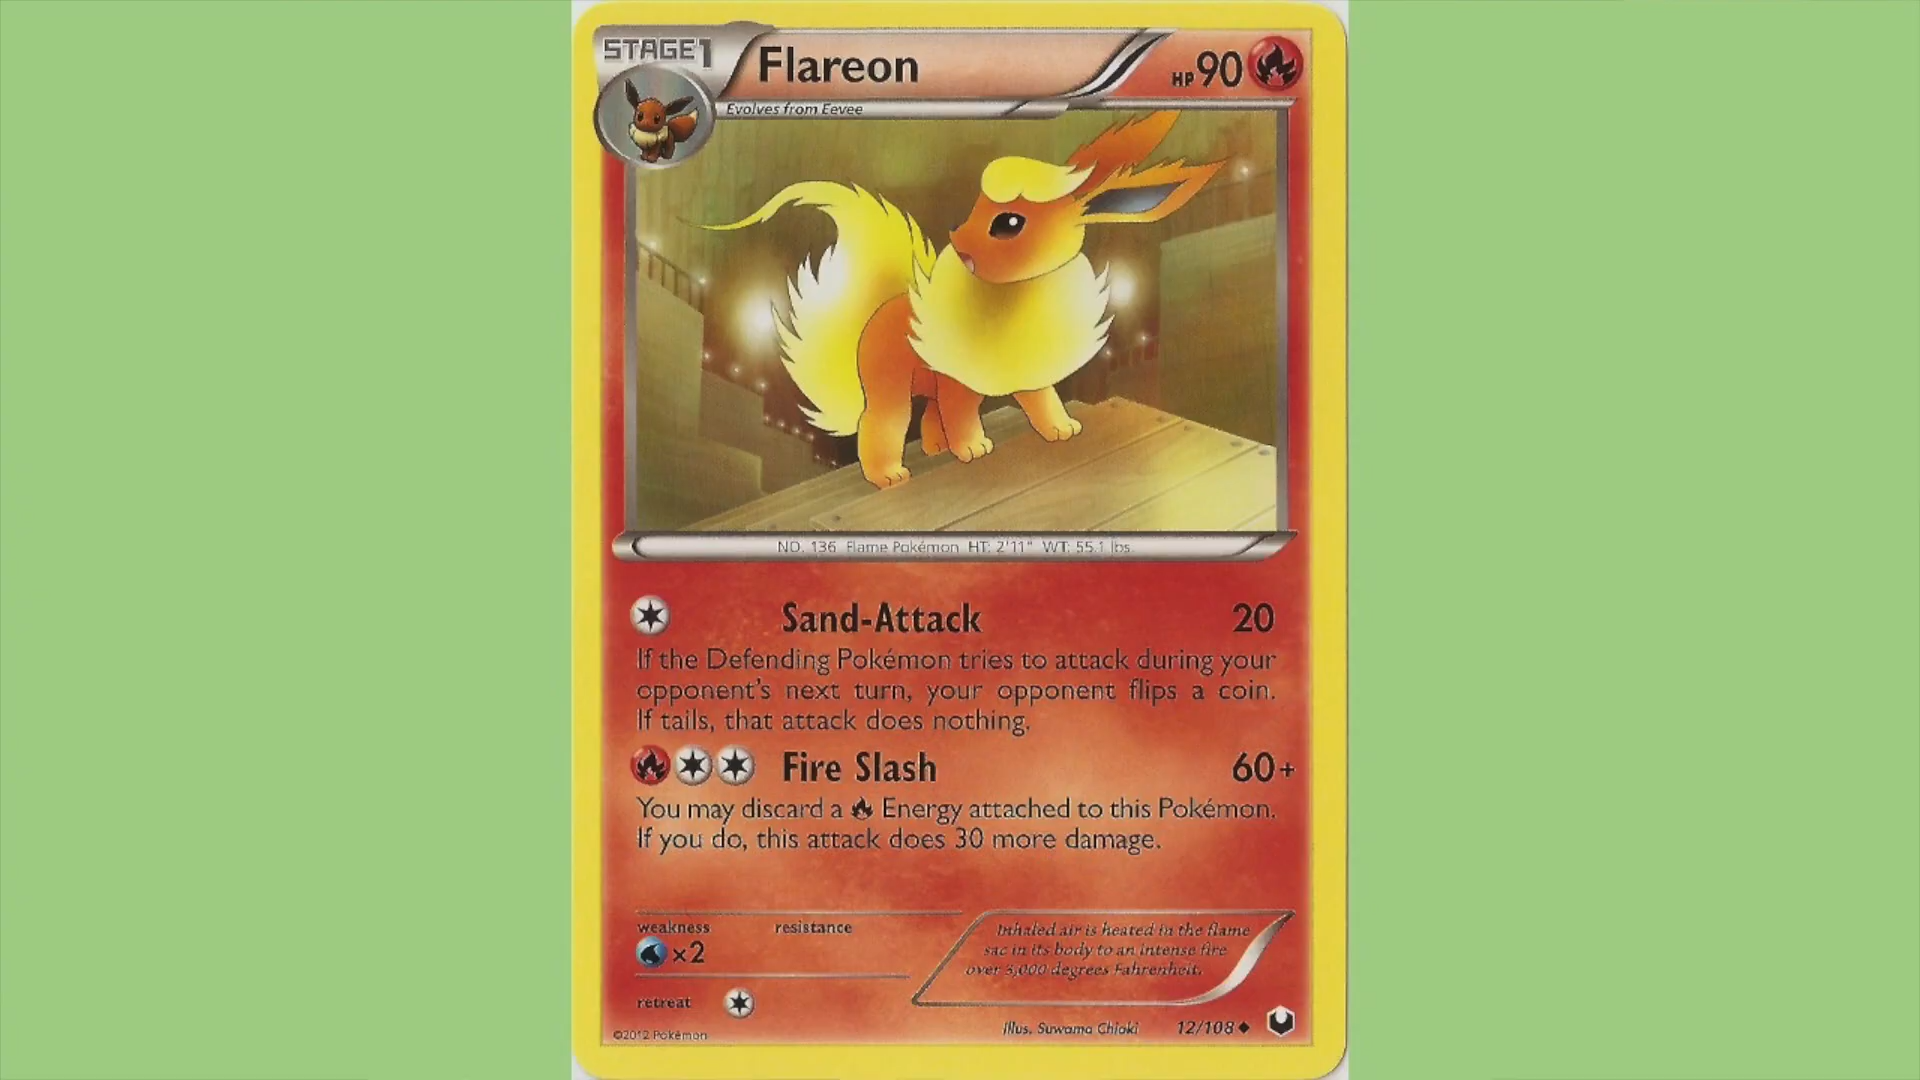 STAGE1
Flareon
HP 90
Evolves from Eevee
NO. 136 Flame Pokémon HT: 2'11" WT: 55.1 lbs.
Sand-Attack 20
If the Defending Pokémon tries to attack during your
opponent's next turn, your opponent flips a coin.
If tails, that attack does nothing.
Fire Slash 60+
You may discard a Energy attached to this Pokémon.
If you do, this attack does 30 more damage.
weakness resistance
×2
Inhaled air is heated in the flame
sac in its body to an intense fire
over 3,000 degrees Fahrenheit.
retreat
Illus. Suwama Chiaki 12/108
©2012 Pokémon